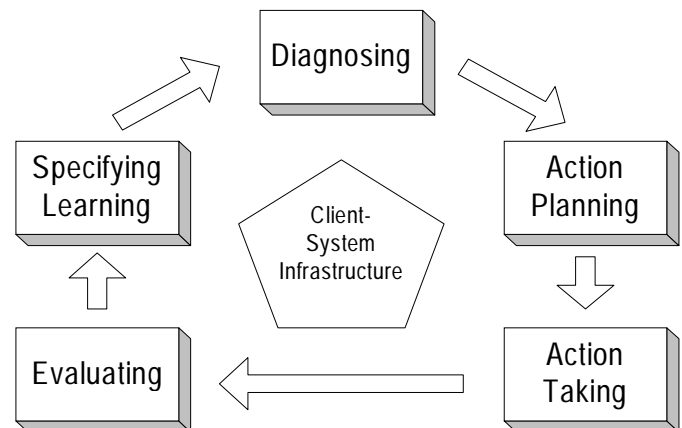 Diagnosing
Specifying
Learning
Action
Planning
Client-
System
Infrastructure
Evaluating
Action
Taking